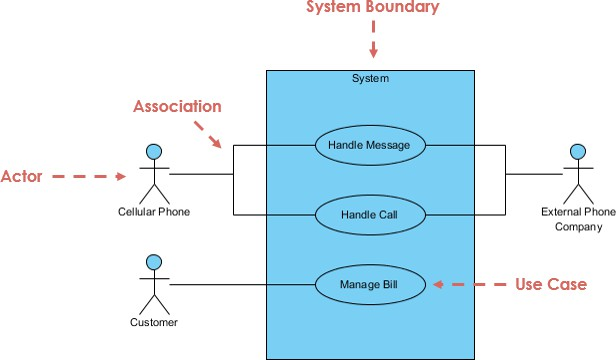 System Boundary
System
Association
Handle Message
Actor
Cellular Phone
Handle Call
External Phone
Company
Manage Bill
Use Case
Customer